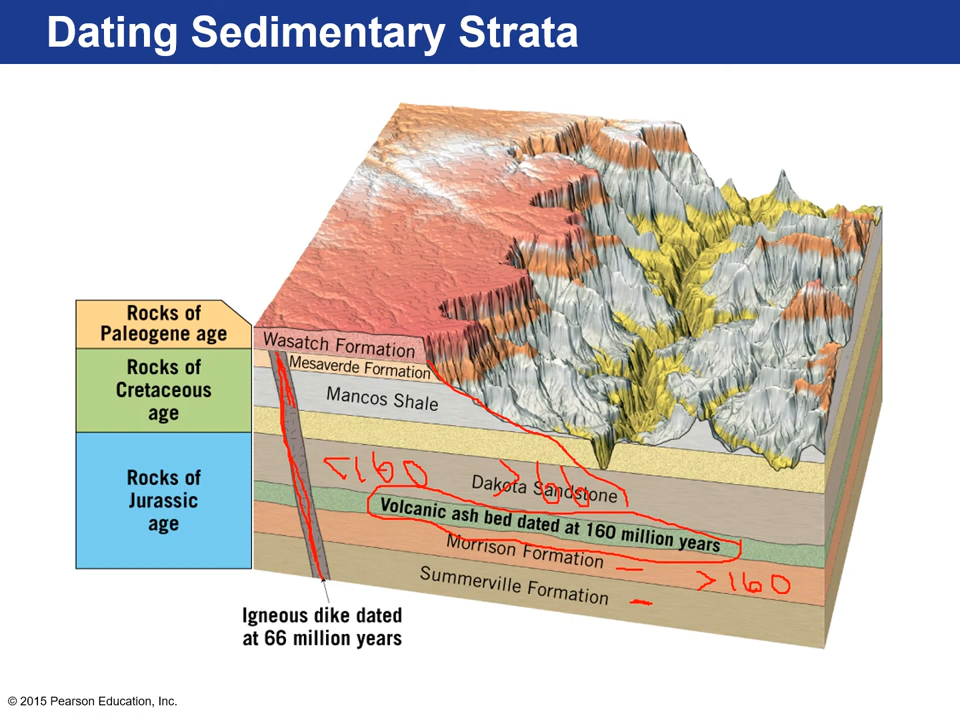 Dating Sedimentary Strata
Rocks of
Paleogene age
Rocks of
Cretaceous
age
Rocks of
Jurassic
age
Wasatch Formation
Mesaverde Formation
Mancos Shale
<160
>66
Dakota Sandstone
Volcanic ash bed dated at 160 million years
Morrison Formation
>160
Summerville Formation
Igneous dike dated
at 66 million years
© 2015 Pearson Education, Inc.